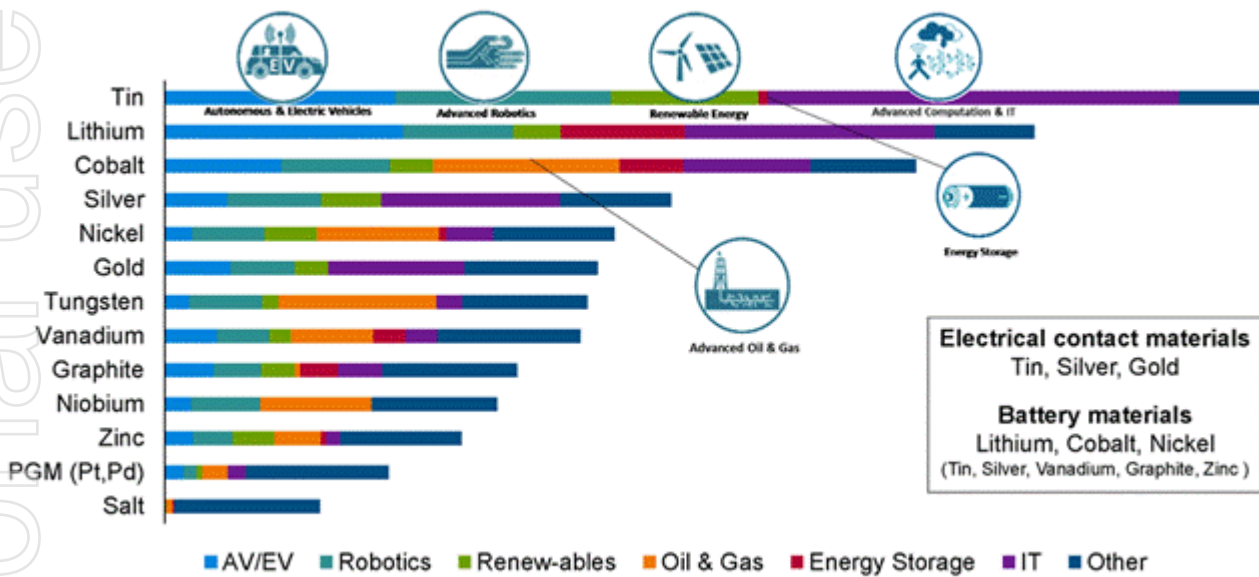 EV
Tin
Autonomous & Electric Vehicles
Advanced Robotics
Renewable Energy
Advanced Computation & IT
Lithium
Cobalt
Silver
Energy Storage
Nickel
Gold
Tungsten
Vanadium
Advanced Oil & Gas
Graphite
Niobium
Zinc
PGM (Pt,Pd)
Salt
Electrical contact materials
Tin, Silver, Gold
Battery materials
Lithium, Cobalt, Nickel
(Tin, Silver, Vanadium, Graphite, Zinc )
AV/EV Robotics Renew-ables Oil & Gas Energy Storage IT Other